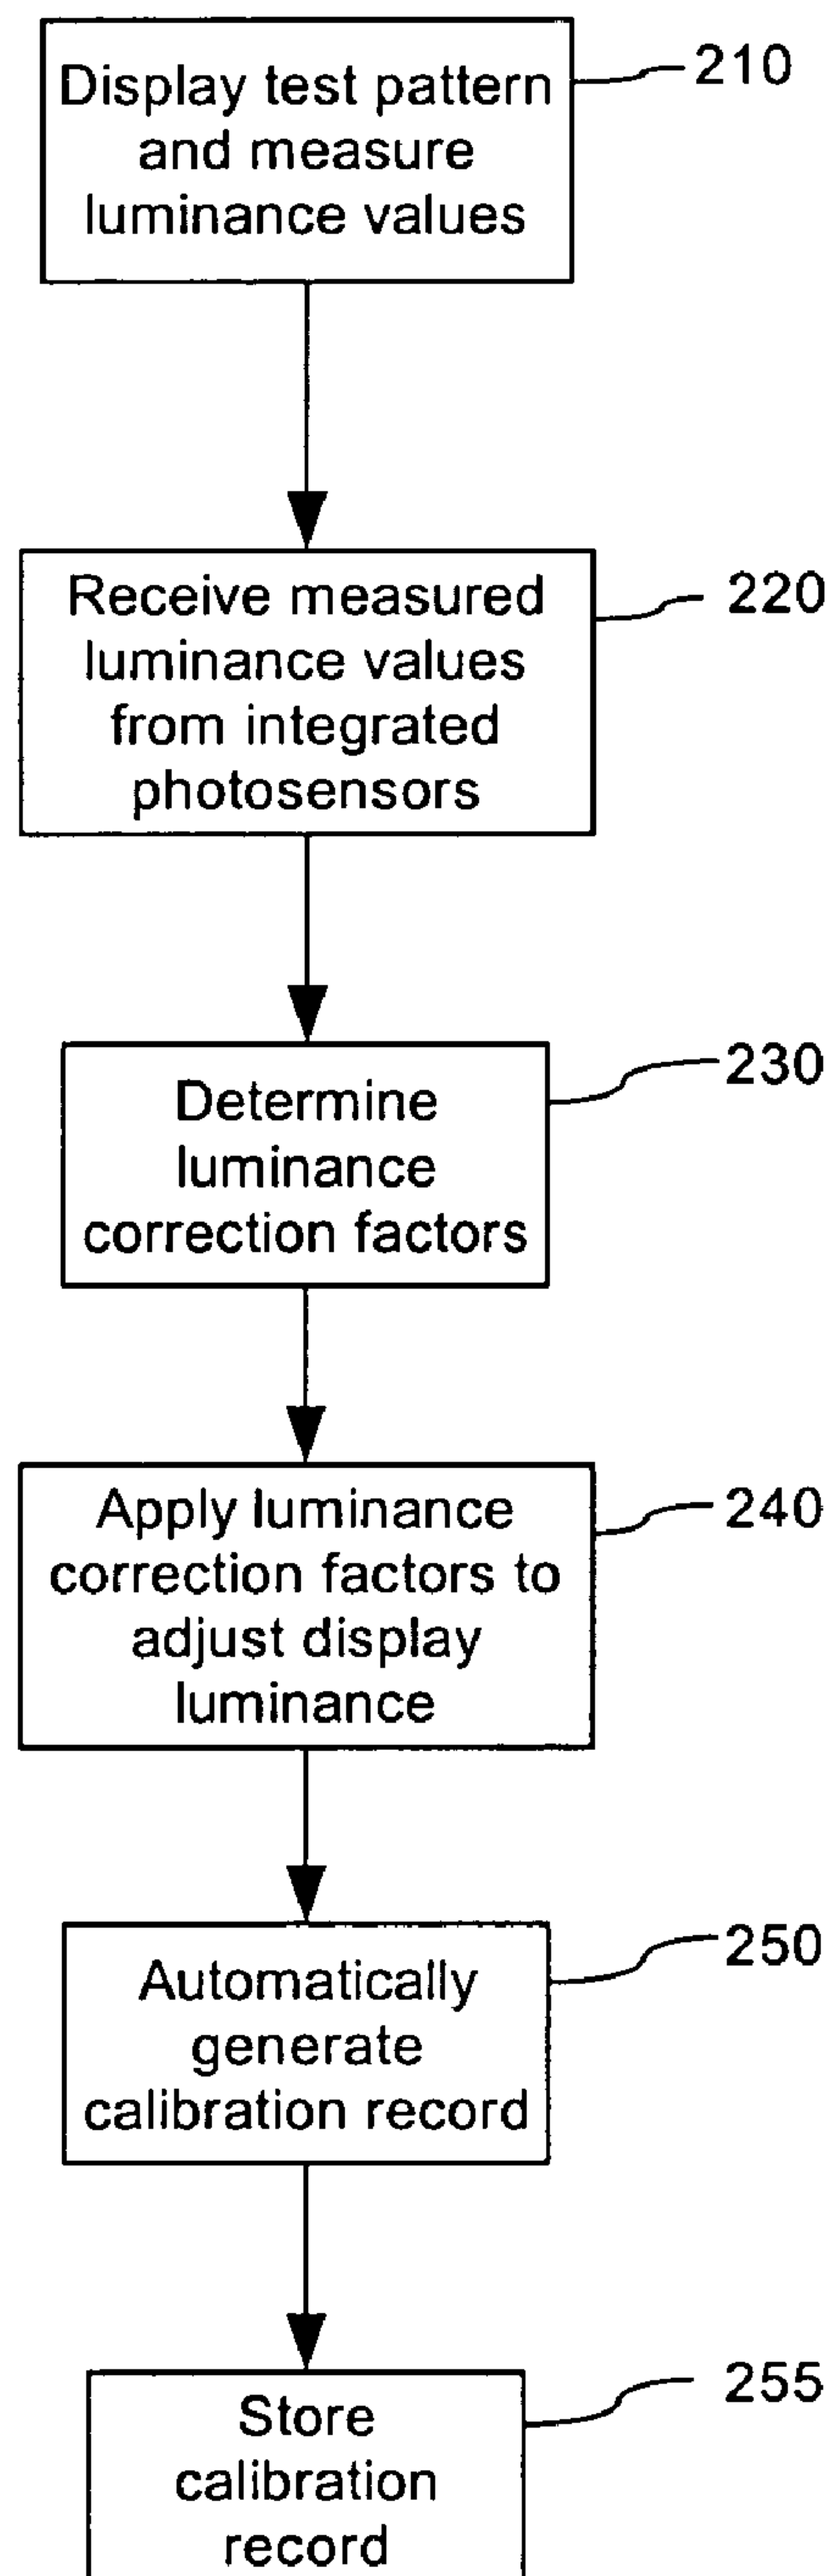 Display test pattern
and measure
luminance values
210
Receive measured
luminance values
from integrated
photosensors
220
Determine
luminance
correction factors
230
Apply luminance
correction factors to
adjust display
luminance
240
Automatically
generate
calibration record
250
Store
calibration
record
255